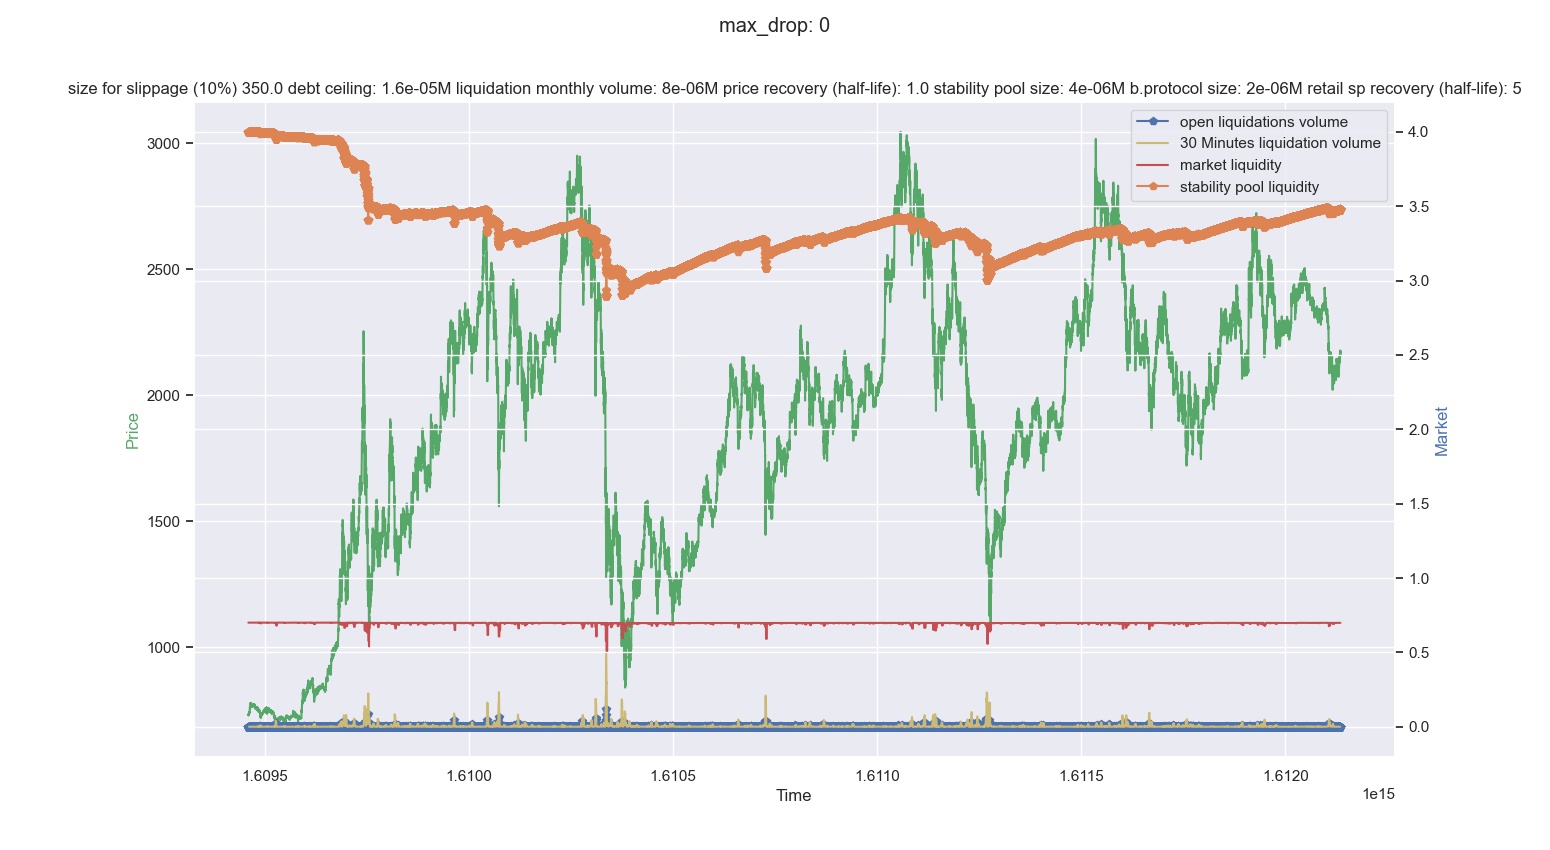 max_drop: 0
size for slippage (10%) 350.0 debt ceiling: 1.6e-05M liquidation monthly volume: 8e-06M price recovery (half-life): 1.0 stability pool size: 4e-06M b.protocol size: 2e-06M retail sp recovery (half-life): 5
open liquidations volume
30 Minutes liquidation volume
market liquidity
stability pool liquidity
3000
2500
2000
1500
1000
Price
4.0
3.5
3.0
2.5
2.0
1.5
1.0
0.5
0.0
Market
1.6095
1.6100
1.6105
1.6110
1.6115
1.6120
1e15
Time